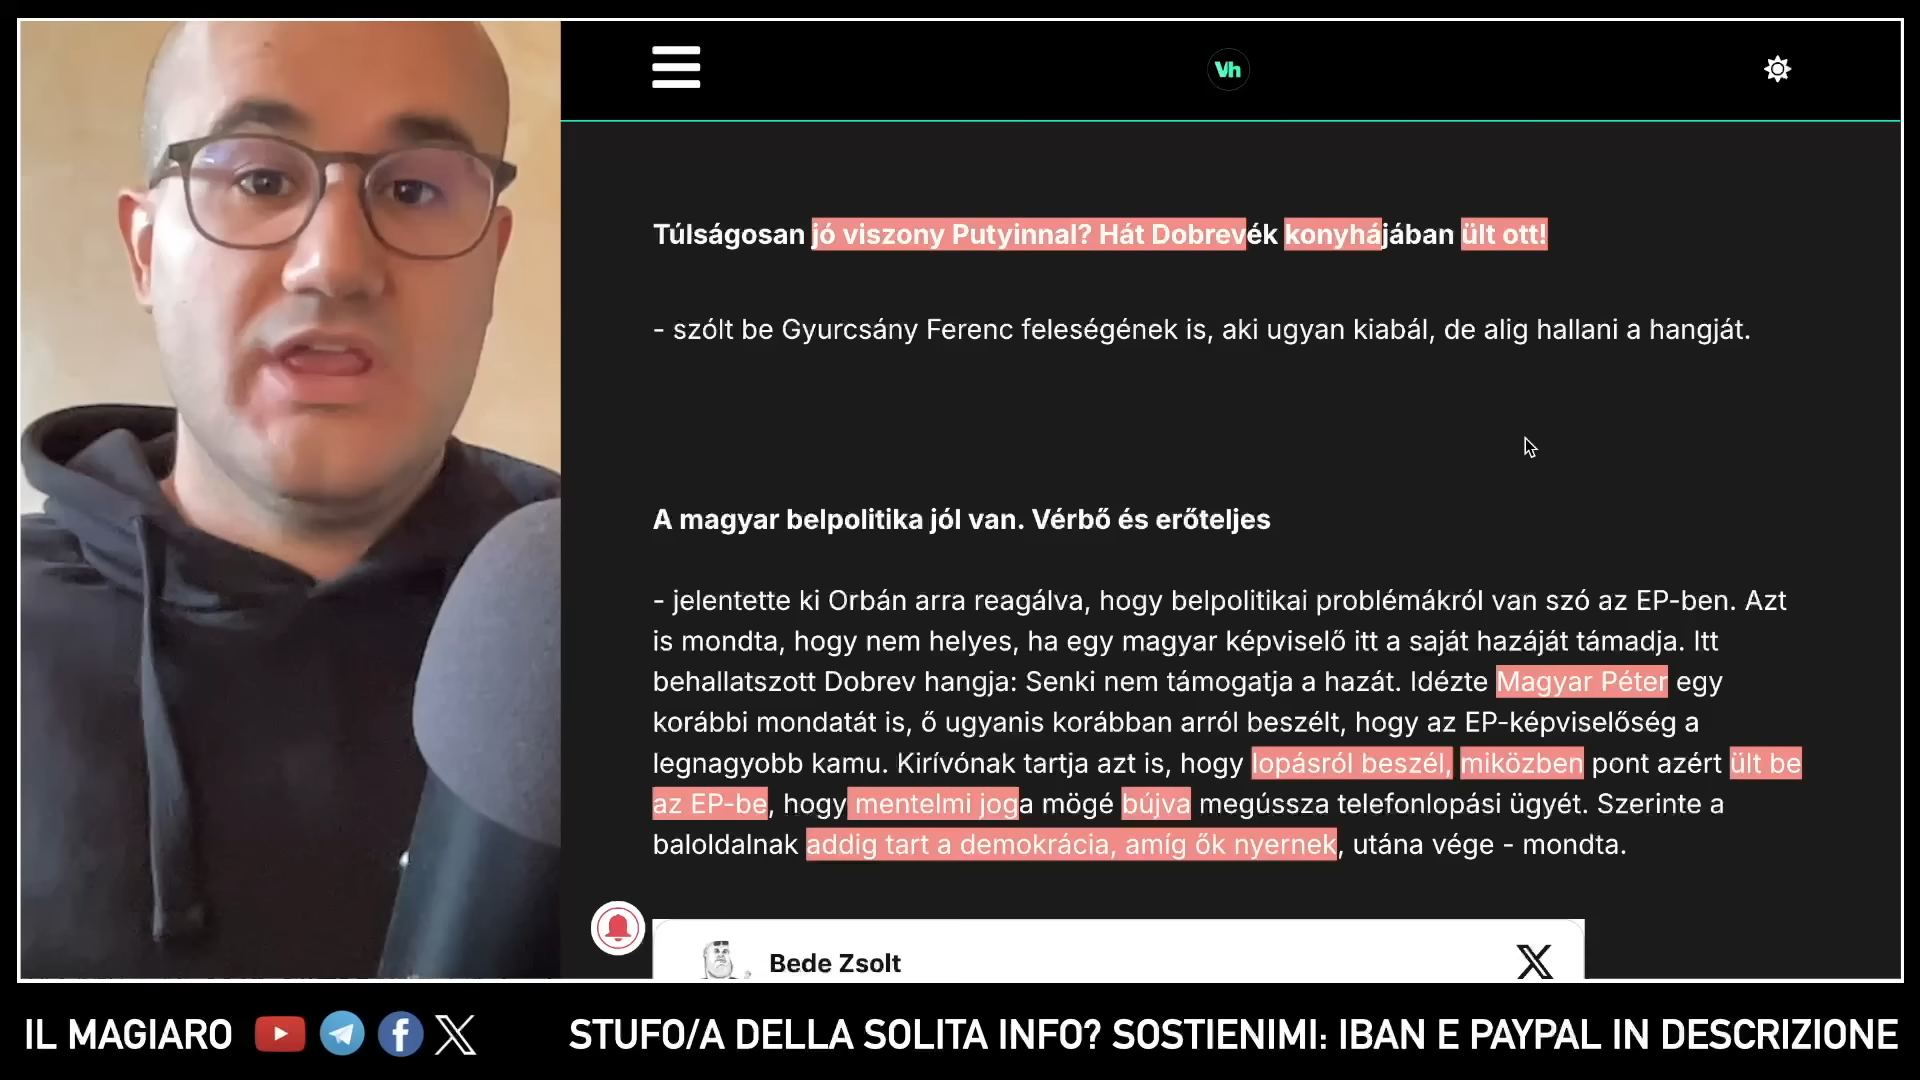 Vh
Túlságosan jó viszony Putyinnal? Hát Dobrevék konyhájában ült ott!
- szólt be Gyurcsány Ferenc feleségének is, aki ugyan kiabál, de alig hallani a hangját.
A magyar belpolitika jól van. Vérbő és erőteljes
- jelentette ki Orbán arra reagálva, hogy belpolitikai problémákról van szó az EP-ben. Azt
is mondta, hogy nem helyes, ha egy magyar képviselő itt a saját hazáját támadja. Itt
behallatszott Dobrev hangja: Senki nem támogatja a hazát. Idézte Magyar Péter egy
korábbi mondatát is, ő ugyanis korábban arról beszélt, hogy az EP-képviselőség a
legnagyobb kamu. Kirívónak tartja azt is, hogy lopásról beszél, miközben pont azért ült be
az EP-be, hogy mentelmi joga mögé bújva megússza telefonlopási ügyét. Szerinte a
baloldalnak addig tart a demokrácia, amíg ők nyernek, utána vége - mondta.
Bede Zsolt
IL MAGIARO
STUFO/A DELLA SOLITA INFO? SOSTIENIMI: IBAN E PAYPAL IN DESCRIZIONE